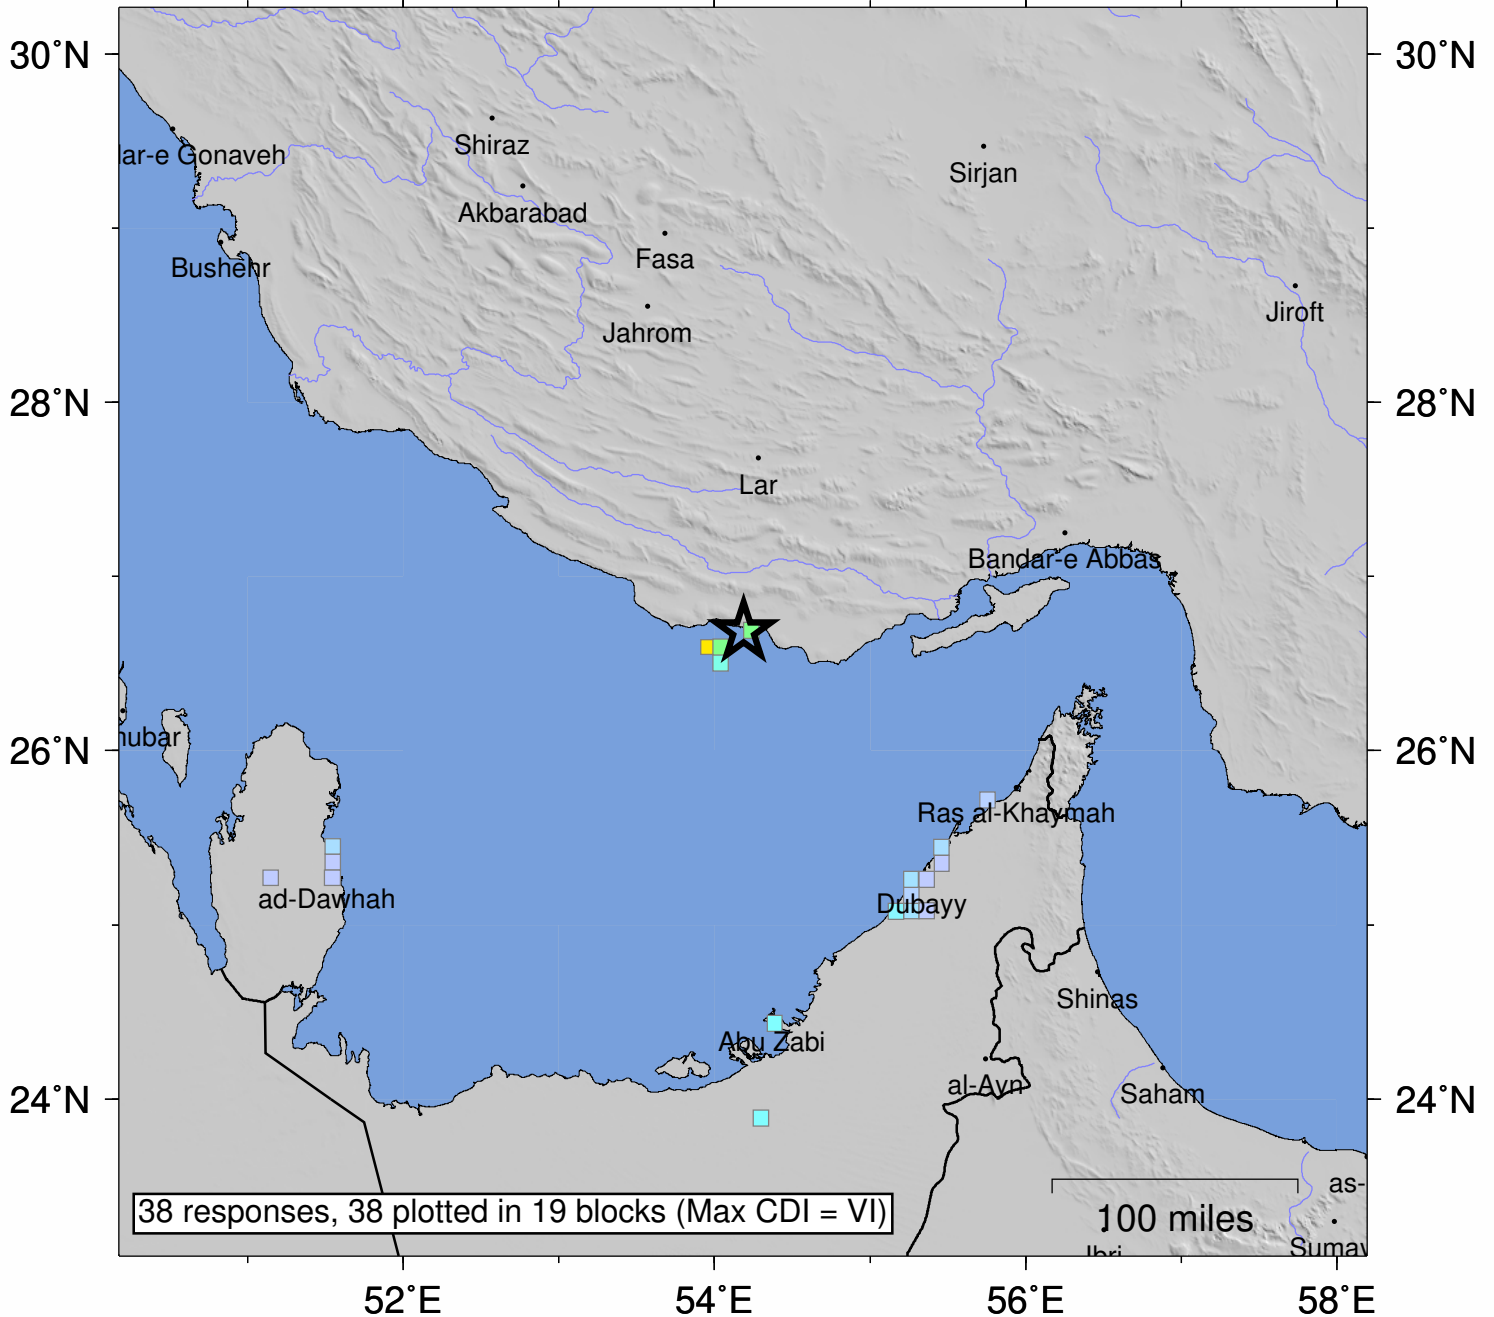 30˚N 30˚N
Shiraz
lar-e Gonaveh
Sirjan
Akbarabad
Fasa
Bushehr
Jiroft
Jahrom
28˚N 28˚N
Lar
Bandar-e Abbas
nubar
26˚N 26˚N
Ras al-Khaymah
ad-Dawhah
Dubayy
Shinas
Abu Zabi
al-Ayn
Saham
24˚N 24˚N
as-
38 responses, 38 plotted in 19 blocks (Max CDI = VI)
100 miles
Ibri
Sumay
52˚E 54˚E 56˚E 58˚E